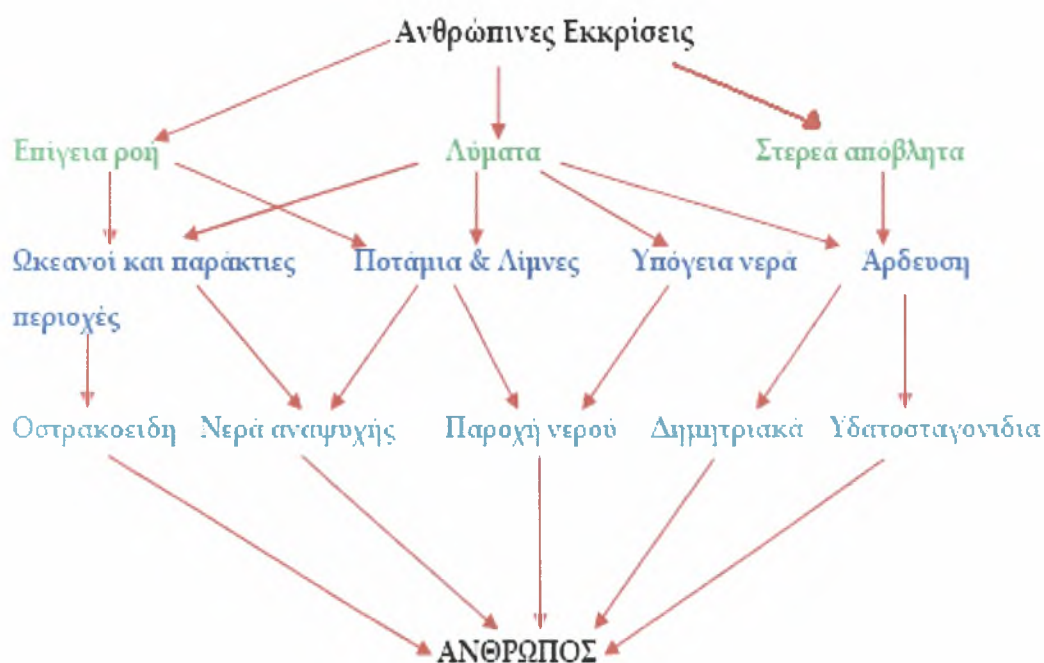 Ανθρώπινες Εκκρίσεις
Επίγεια ροή Λύματα Στερεά απόβλητα
Ωκεανοί και παράκτιες Ποτάμια & Λίμνες Υπόγεια νερά Άρδευση
περιοχές
Οστρακοειδη Νερά αναψυχής Παροχή νερού Δημητριακά Υδατοσταγονίδια
ΑΝΘΡΩΠΟΣ